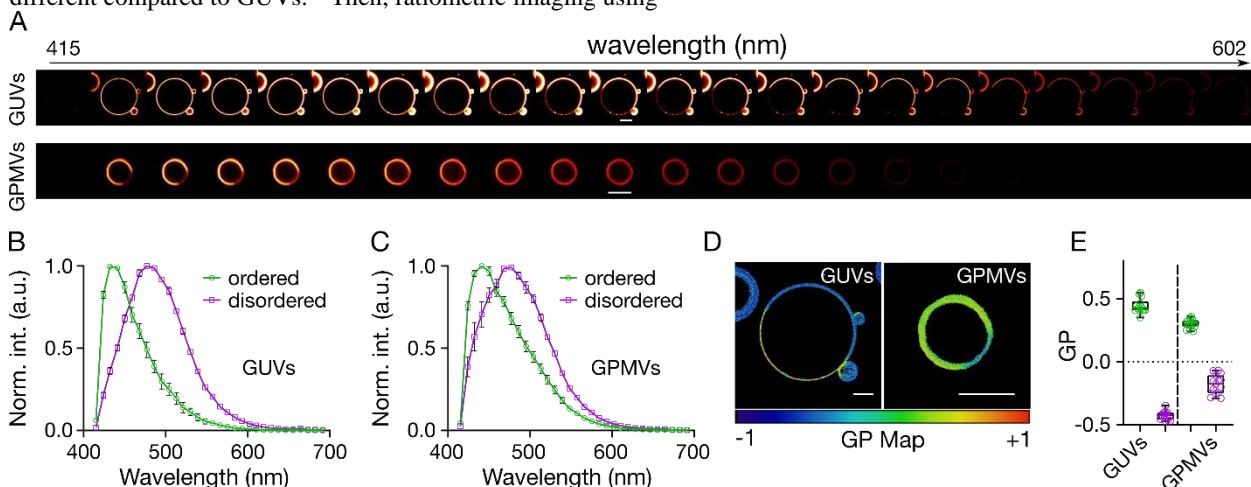 different compared to GUVs. Then, ratiometric imaging using
A
415 wavelength (nm) 602
GUVs
GPMVs
B
Norm. int. (a.u.)
1.0
0.5
0.0
ordered
disordered
GUVs
400 500 600 700
Wavelength (nm)
C
Norm. int. (a.u.)
1.0
0.5
0.0
ordered
disordered
GPMVs
400 500 600 700
Wavelength (nm)
D
GUVs GPMVs
-1 GP Map +1
E
GP
0.5
0.0
-0.5
GUVs GPMVs